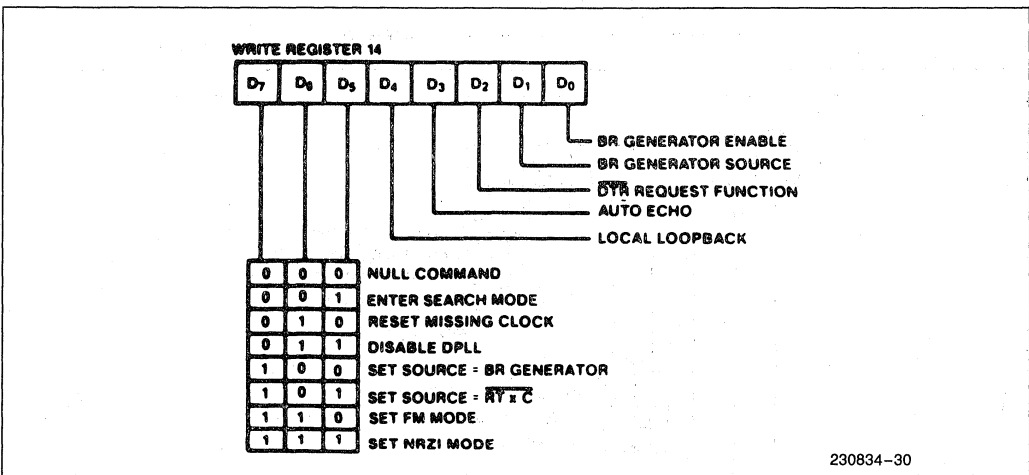 WRITE REGISTER 14
D7 D6 D5 D4 D3 D2 D1 D0
BR GENERATOR ENABLE
BR GENERATOR SOURCE
DTR REQUEST FUNCTION
AUTO ECHO
LOCAL LOOPBACK
0 0 0 NULL COMMAND
0 0 1 ENTER SEARCH MODE
0 1 0 RESET MISSING CLOCK
0 1 1 DISABLE DPLL
1 0 0 SET SOURCE = BR GENERATOR
1 0 1 SET SOURCE = RTxC
1 1 0 SET FM MODE
1 1 1 SET NRZI MODE
230834–30